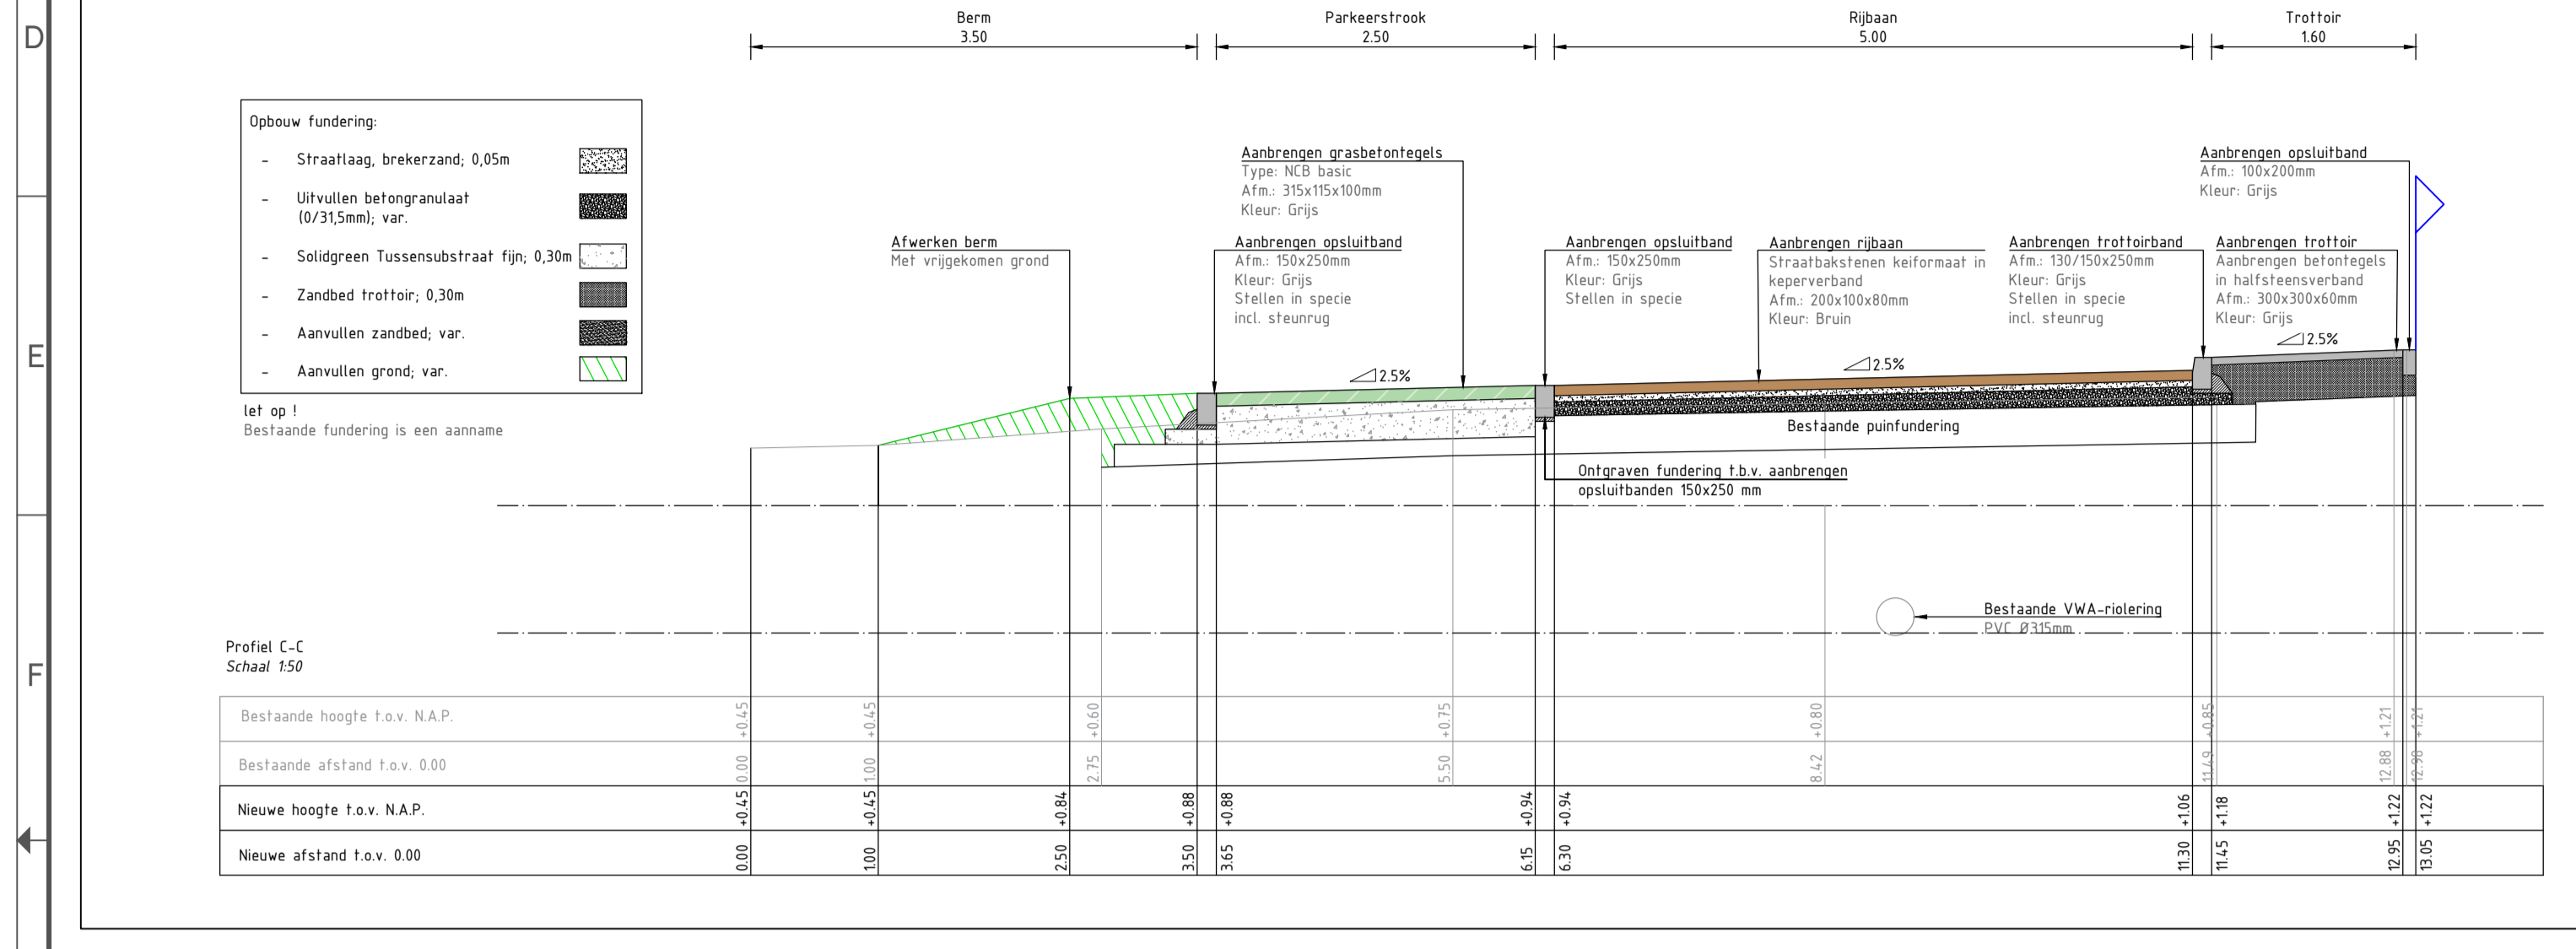 D
E
F
Berm
3.50
Parkeerstrook
2.50
Rijbaan
5.00
Trottoir
1.60
Opbouw fundering:
- Straatlaag, brekerzand; 0,05m
- Uitvullen betongranulaat
(0/31,5mm); var.
- Solidgreen Tussensubstraat fijn; 0,30m
- Zandbed trottoir; 0,30m
- Aanvullen zandbed; var.
- Aanvullen grond; var.
let op !
Bestaande fundering is een aanname
Afwerken berm
Met vrijgekomen grond
Aanbrengen grasbetontegels
Type: NCB basic
Afm.: 315x115x100mm
Kleur: Grijs
Aanbrengen opsluitband
Afm.: 150x250mm
Kleur: Grijs
Stellen in specie
incl. steunrug
Aanbrengen opsluitband
Afm.: 150x250mm
Kleur: Grijs
Stellen in specie
Aanbrengen rijbaan
Straatbakstenen keiformaat in
keperverband
Afm.: 200x100x80mm
Kleur: Bruin
Aanbrengen trottoirband
Afm.: 130/150x250mm
Kleur: Grijs
Stellen in specie
incl. steunrug
Aanbrengen opsluitband
Afm.: 100x200mm
Kleur: Grijs
Aanbrengen trottoir
Aanbrengen betontegels
in halfsteensverband
Afm.: 300x300x60mm
Kleur: Grijs
2.5%
2.5%
2.5%
Bestaande puinfundering
Ontgraven fundering t.b.v. aanbrengen
opsluitbanden 150x250 mm
Bestaande VWA-riolering
PVC Ø315mm
Profiel C-C
Schaal 1:50
Bestaande hoogte t.o.v. N.A.P. +0.45 +0.45 +0.60 +0.75 +0.80 +0.85 +1.21 +1.21
Bestaande afstand t.o.v. 0.00 0.00 1.00 2.75 5.50 8.42 11.49 12.88 12.98
Nieuwe hoogte t.o.v. N.A.P. +0.45 +0.45 +0.84 +0.88 +0.88 +0.94 +0.94 +1.06 +1.18 +1.22 +1.22
Nieuwe afstand t.o.v. 0.00 0.00 1.00 2.50 3.50 3.65 6.15 6.30 11.30 11.45 12.95 13.05